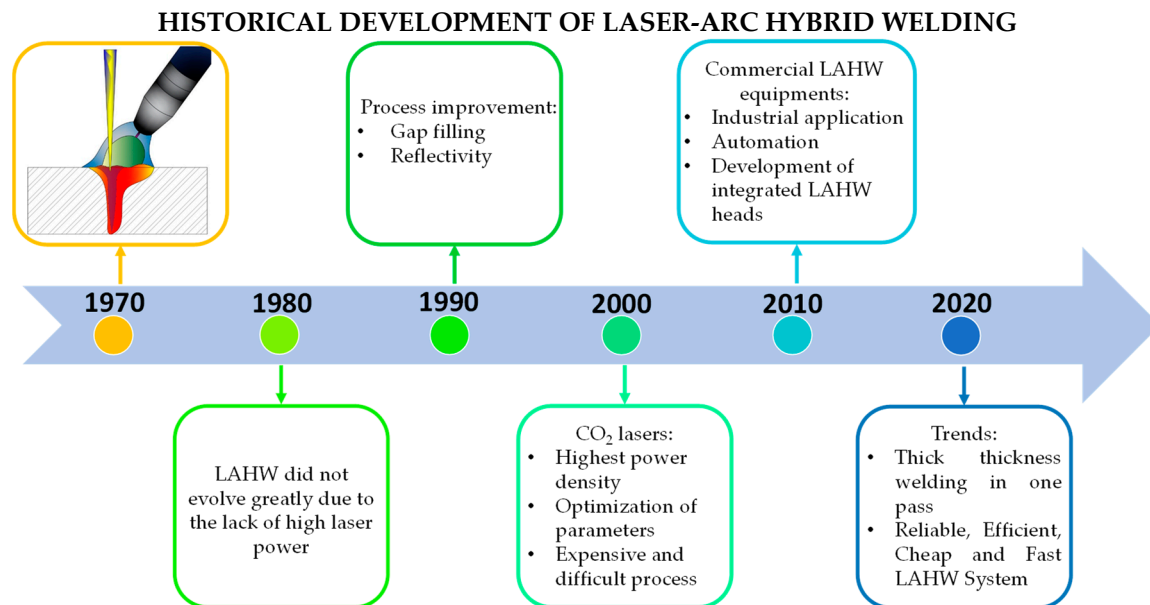 HISTORICAL DEVELOPMENT OF LASER-ARC HYBRID WELDING
Process improvement:
• Gap filling
• Reflectivity
Commercial LAHW
equipments:
• Industrial application
• Automation
• Development of
integrated LAHW
heads
1970
1980
1990
2000
2010
2020
LAHW did not
evolve greatly due to
the lack of high laser
power
CO₂ lasers:
• Highest power
density
• Optimization of
parameters
• Expensive and
difficult process
Trends:
• Thick thickness
welding in one
pass
• Reliable, Efficient,
Cheap and Fast
LAHW System